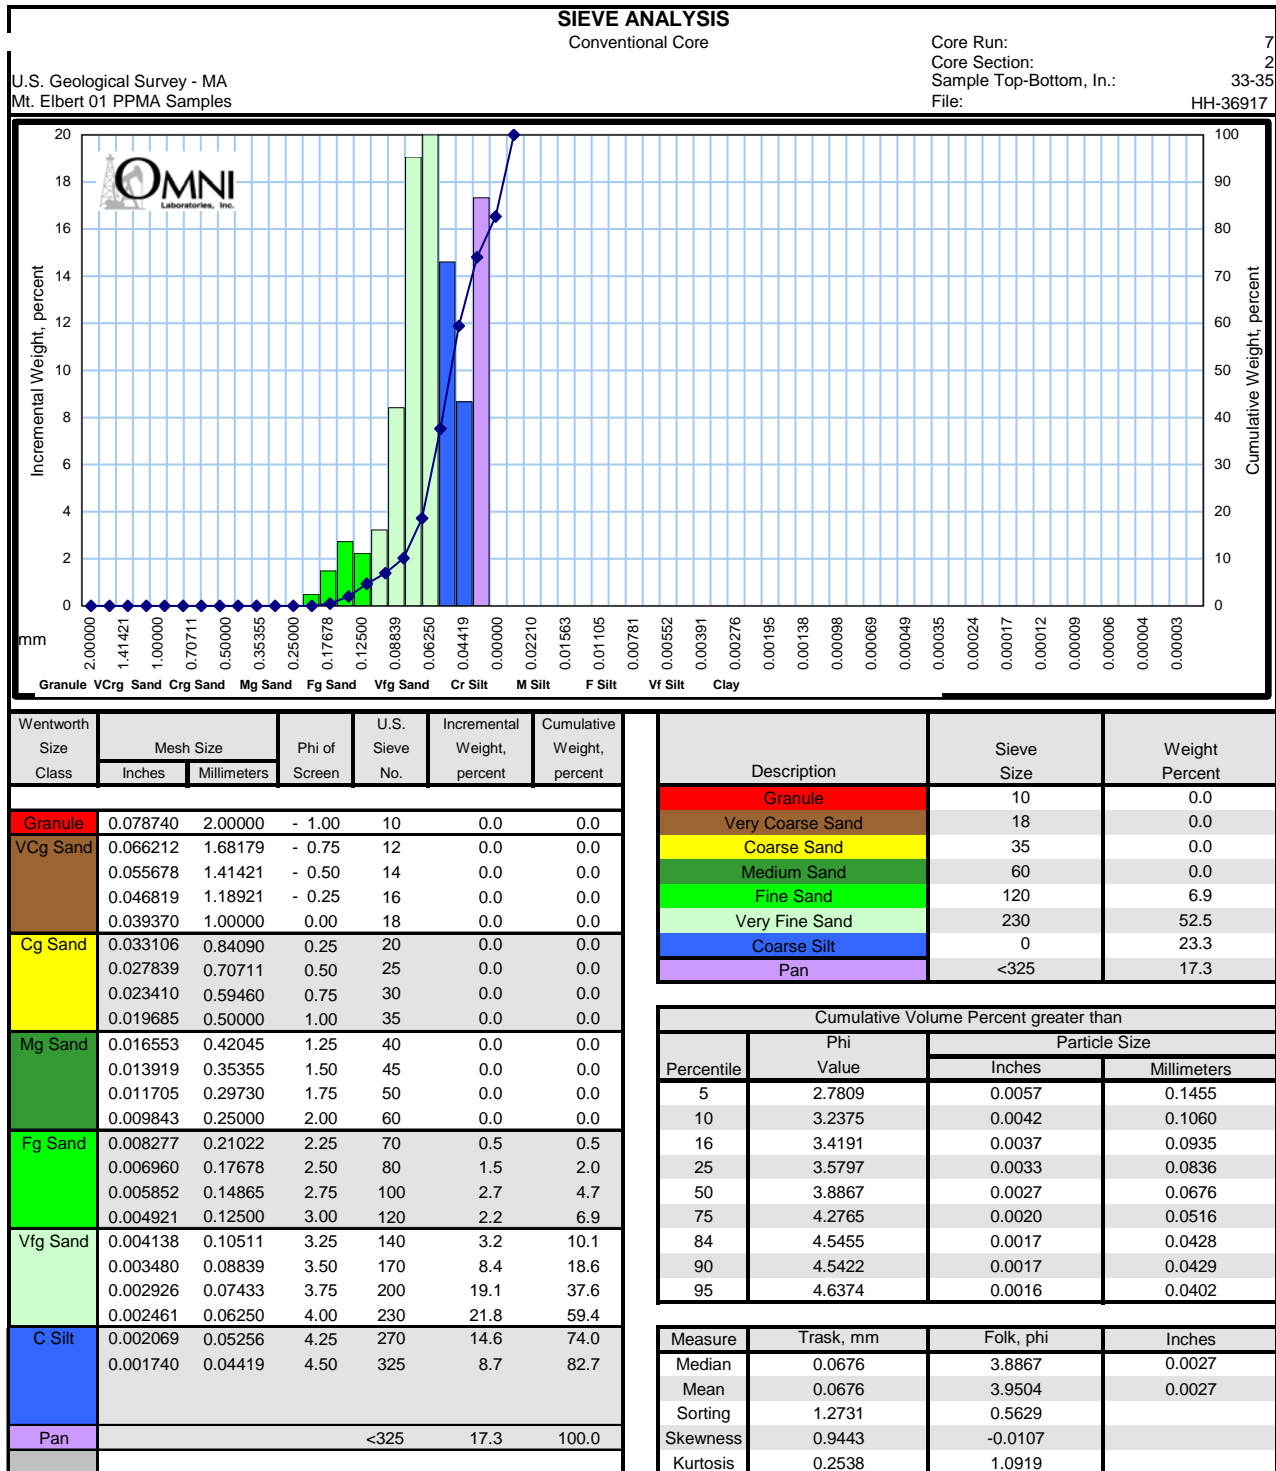 SIEVE ANALYSIS
Conventional Core
Core Run: 7
Core Section: 2
U.S. Geological Survey - MA
Sample Top-Bottom, In.: 33-35
Mt. Elbert 01 PPMA Samples
File: HH-36917
OMNI
Laboratories, Inc.
Incremental Weight, percent
20
18
16
14
12
10
8
6
4
2
0
Cumulative Weight, percent
100
90
80
70
60
50
40
30
20
10
0
mm
2.00000 1.41421 1.00000 0.70711 0.50000 0.35355 0.25000 0.17678 0.12500 0.08839 0.06250 0.04419 0.00000 0.02210 0.01563 0.01105 0.00781 0.00552 0.00391 0.00276 0.00195 0.00138 0.00098 0.00069 0.00049 0.00035 0.00024 0.00017 0.00012 0.00009 0.00006 0.00004 0.00003
Granule VCrg Sand Crg Sand Mg Sand Fg Sand Vfg Sand Cr Silt M Silt F Silt Vf Silt Clay
Wentworth Size Class Mesh Size Inches Millimeters Phi of Screen U.S. Sieve No. Incremental Weight, percent Cumulative Weight, percent
Granule 0.078740 2.00000 - 1.00 10 0.0 0.0
VCg Sand 0.066212 1.68179 - 0.75 12 0.0 0.0
0.055678 1.41421 - 0.50 14 0.0 0.0
0.046819 1.18921 - 0.25 16 0.0 0.0
0.039370 1.00000 0.00 18 0.0 0.0
Cg Sand 0.033106 0.84090 0.25 20 0.0 0.0
0.027839 0.70711 0.50 25 0.0 0.0
0.023410 0.59460 0.75 30 0.0 0.0
0.019685 0.50000 1.00 35 0.0 0.0
Mg Sand 0.016553 0.42045 1.25 40 0.0 0.0
0.013919 0.35355 1.50 45 0.0 0.0
0.011705 0.29730 1.75 50 0.0 0.0
0.009843 0.25000 2.00 60 0.0 0.0
Fg Sand 0.008277 0.21022 2.25 70 0.5 0.5
0.006960 0.17678 2.50 80 1.5 2.0
0.005852 0.14865 2.75 100 2.7 4.7
0.004921 0.12500 3.00 120 2.2 6.9
Vfg Sand 0.004138 0.10511 3.25 140 3.2 10.1
0.003480 0.08839 3.50 170 8.4 18.6
0.002926 0.07433 3.75 200 19.1 37.6
0.002461 0.06250 4.00 230 21.8 59.4
C Silt 0.002069 0.05256 4.25 270 14.6 74.0
0.001740 0.04419 4.50 325 8.7 82.7
Pan <325 17.3 100.0
Description Sieve Size Weight Percent
Granule 10 0.0
Very Coarse Sand 18 0.0
Coarse Sand 35 0.0
Medium Sand 60 0.0
Fine Sand 120 6.9
Very Fine Sand 230 52.5
Coarse Silt 0 23.3
Pan <325 17.3
Cumulative Volume Percent greater than
Percentile Phi Value Particle Size Inches Millimeters
5 2.7809 0.0057 0.1455
10 3.2375 0.0042 0.1060
16 3.4191 0.0037 0.0935
25 3.5797 0.0033 0.0836
50 3.8867 0.0027 0.0676
75 4.2765 0.0020 0.0516
84 4.5455 0.0017 0.0428
90 4.5422 0.0017 0.0429
95 4.6374 0.0016 0.0402
Measure Trask, mm Folk, phi Inches
Median 0.0676 3.8867 0.0027
Mean 0.0676 3.9504 0.0027
Sorting 1.2731 0.5629
Skewness 0.9443 -0.0107
Kurtosis 0.2538 1.0919